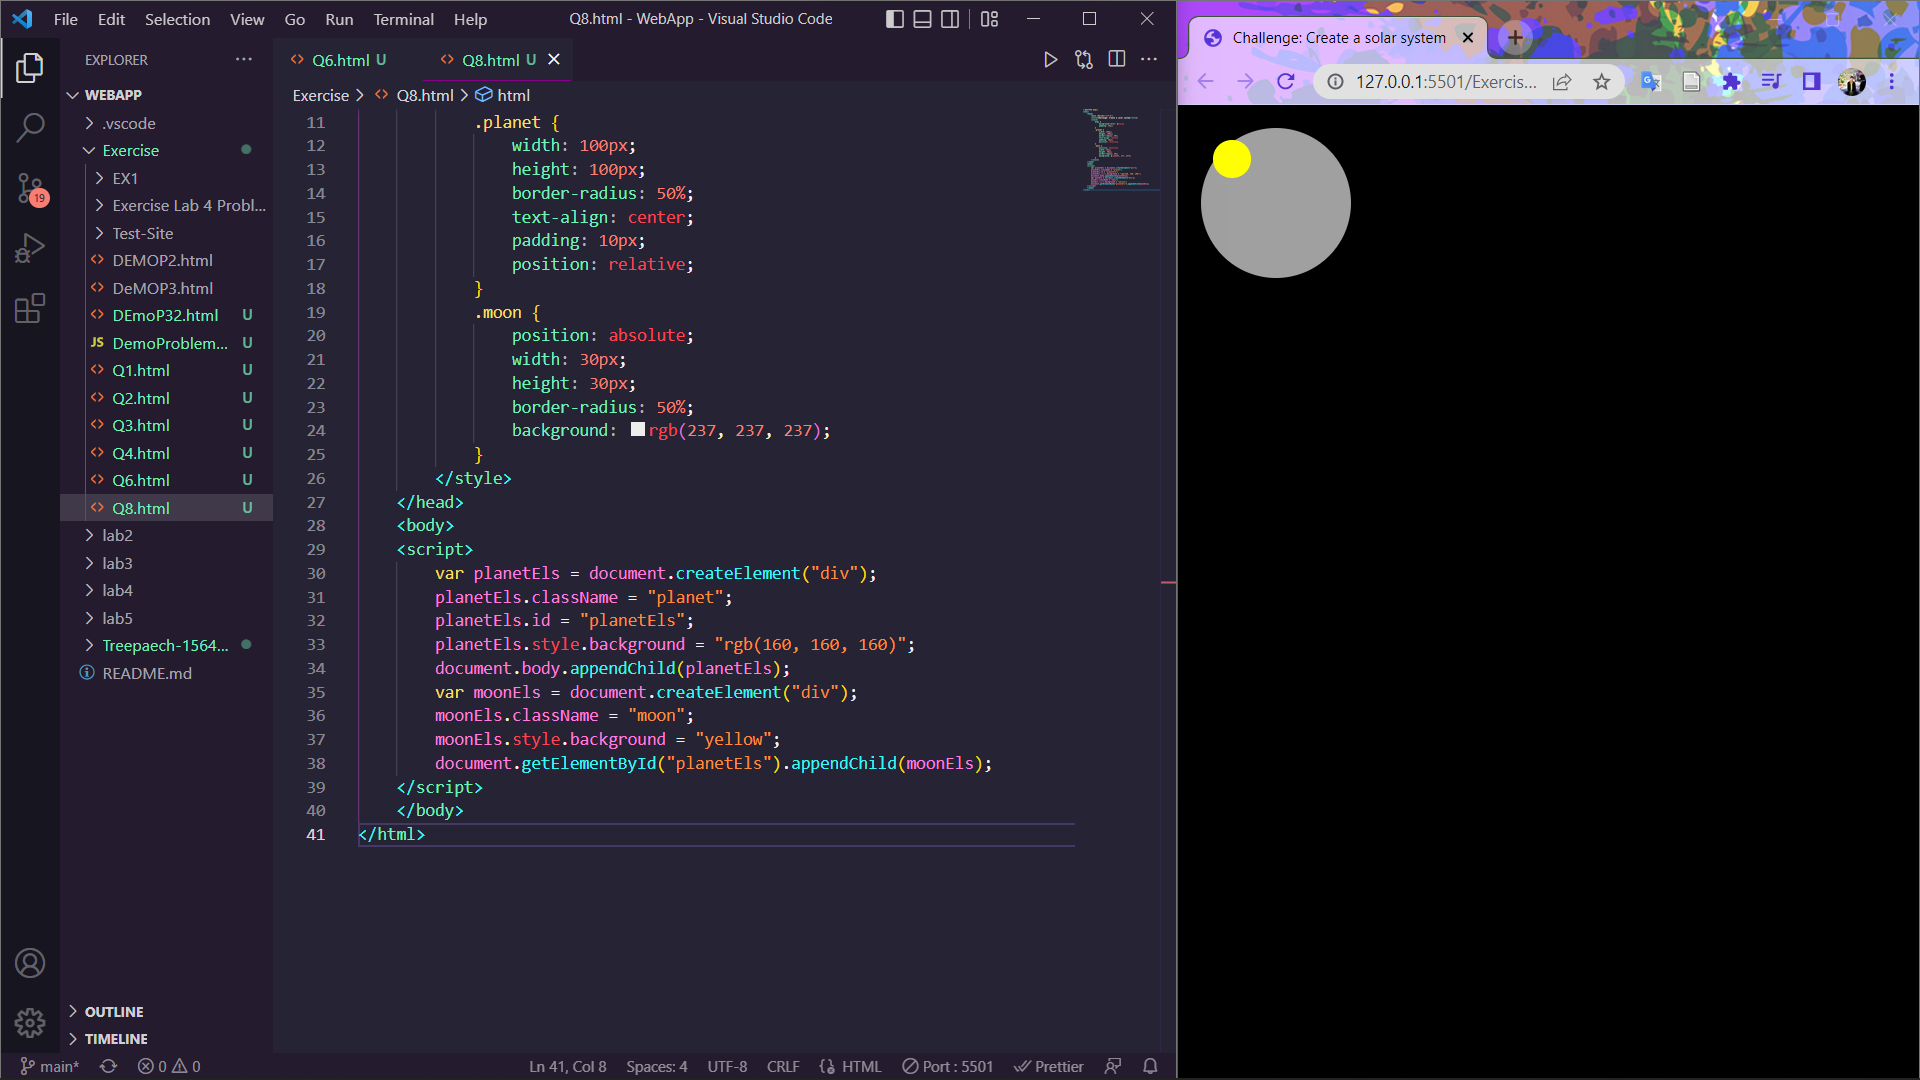 File Edit Selection View Go Run Terminal Help
Q8.html - WebApp - Visual Studio Code
EXPLORER
WEBAPP
.vscode
Exercise
EX1
Exercise Lab 4 Probl...
Test-Site
DEMOP2.html
DeMOP3.html
DEmoP32.html U
JS DemoProblem... U
Q1.html U
Q2.html U
Q3.html U
Q4.html U
Q6.html U
Q8.html U
lab2
lab3
lab4
lab5
Treepaech-1564...
README.md
19
OUTLINE
TIMELINE
Q6.html U
Q8.html U
Exercise > Q8.html > html
11 .planet {
12 width: 100px;
13 height: 100px;
14 border-radius: 50%;
15 text-align: center;
16 padding: 10px;
17 position: relative;
18 }
19 .moon {
20 position: absolute;
21 width: 30px;
22 height: 30px;
23 border-radius: 50%;
24 background: rgb(237, 237, 237);
25 }
26 </style>
27 </head>
28 <body>
29 <script>
30 var planetEls = document.createElement("div");
31 planetEls.className = "planet";
32 planetEls.id = "planetEls";
33 planetEls.style.background = "rgb(160, 160, 160)";
34 document.body.appendChild(planetEls);
35 var moonEls = document.createElement("div");
36 moonEls.className = "moon";
37 moonEls.style.background = "yellow";
38 document.getElementById("planetEls").appendChild(moonEls);
39 </script>
40 </body>
41 </html>
main* 0 0
Ln 41, Col 8 Spaces: 4 UTF-8 CRLF HTML Port : 5501 Prettier
Challenge: Create a solar system
127.0.0.1:5501/Exercis...